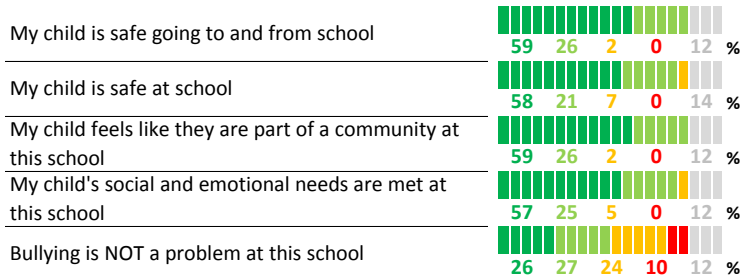 My child is safe going to and from school
59 26 2 0 12 %
My child is safe at school
58 21 7 0 14 %
My child feels like they are part of a community at
this school
59 26 2 0 12 %
My child's social and emotional needs are met at
this school
57 25 5 0 12 %
Bullying is NOT a problem at this school
26 27 24 10 12 %